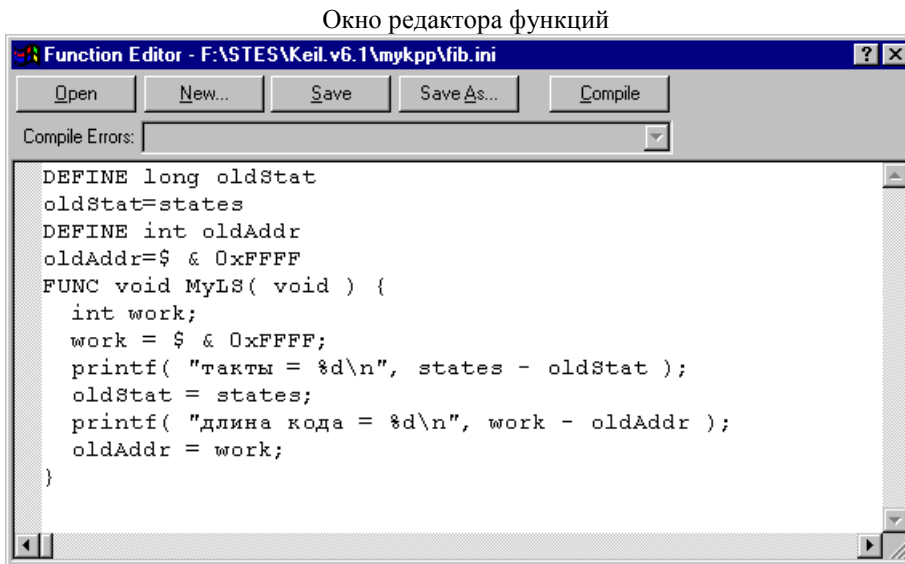 Окно редактора функций
Function Editor - F:\STES\Keil.v6.1\mykpp\fib.ini
Open New... Save Save As... Compile
Compile Errors:
DEFINE long oldStat
oldStat=states
DEFINE int oldAddr
oldAddr=$ & 0xFFFF
FUNC void MyLS( void ) {
int work;
work = $ & 0xFFFF;
printf( "такты = %d\n", states - oldStat );
oldStat = states;
printf( "длина кода = %d\n", work - oldAddr );
oldAddr = work;
}